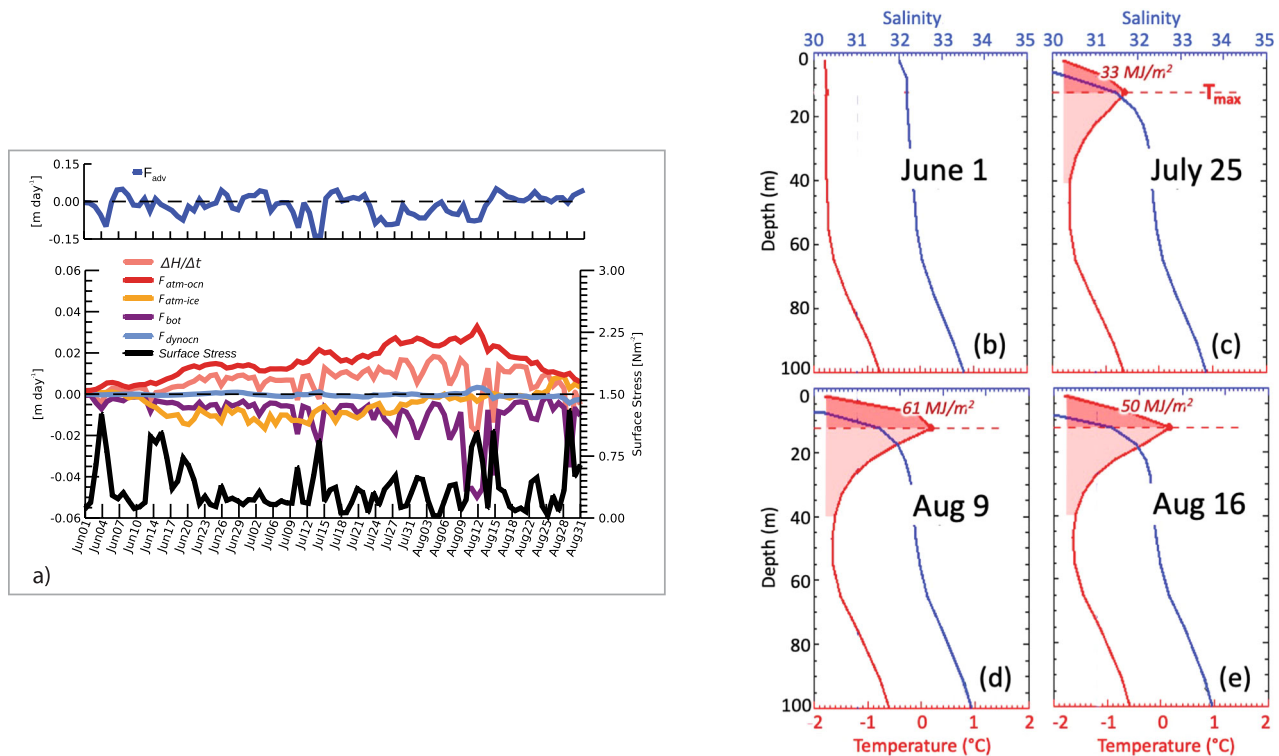 0.15
0.00
-0.15
[m day⁻¹]
F_adv
0.06
0.04
0.02
0.00
-0.02
-0.04
-0.06
[m day⁻¹]
ΔH/Δt
F_atm-ocn
F_atm-ice
F_bot
F_dynocn
Surface Stress
3.00
2.25
1.50
0.75
0.00
Surface Stress [Nm⁻²]
Jun01
Jun04
Jun07
Jun10
Jun14
Jun17
Jun20
Jun23
Jun26
Jun29
Jul02
Jul06
Jul09
Jul12
Jul15
Jul18
Jul21
Jul24
Jul27
Jul31
Aug03
Aug06
Aug09
Aug12
Aug15
Aug18
Aug22
Aug25
Aug28
Aug31
a)
Salinity
30 31 32 33 34 35
0
20
40
60
80
100
Depth (m)
June 1
(b)
Salinity
30 31 32 33 34 35
33 MJ/m²
T_max
July 25
(c)
0
20
40
60
80
100
Depth (m)
61 MJ/m²
Aug 9
(d)
-2 -1 0 1 2
Temperature (°C)
50 MJ/m²
Aug 16
(e)
-2 -1 0 1 2
Temperature (°C)